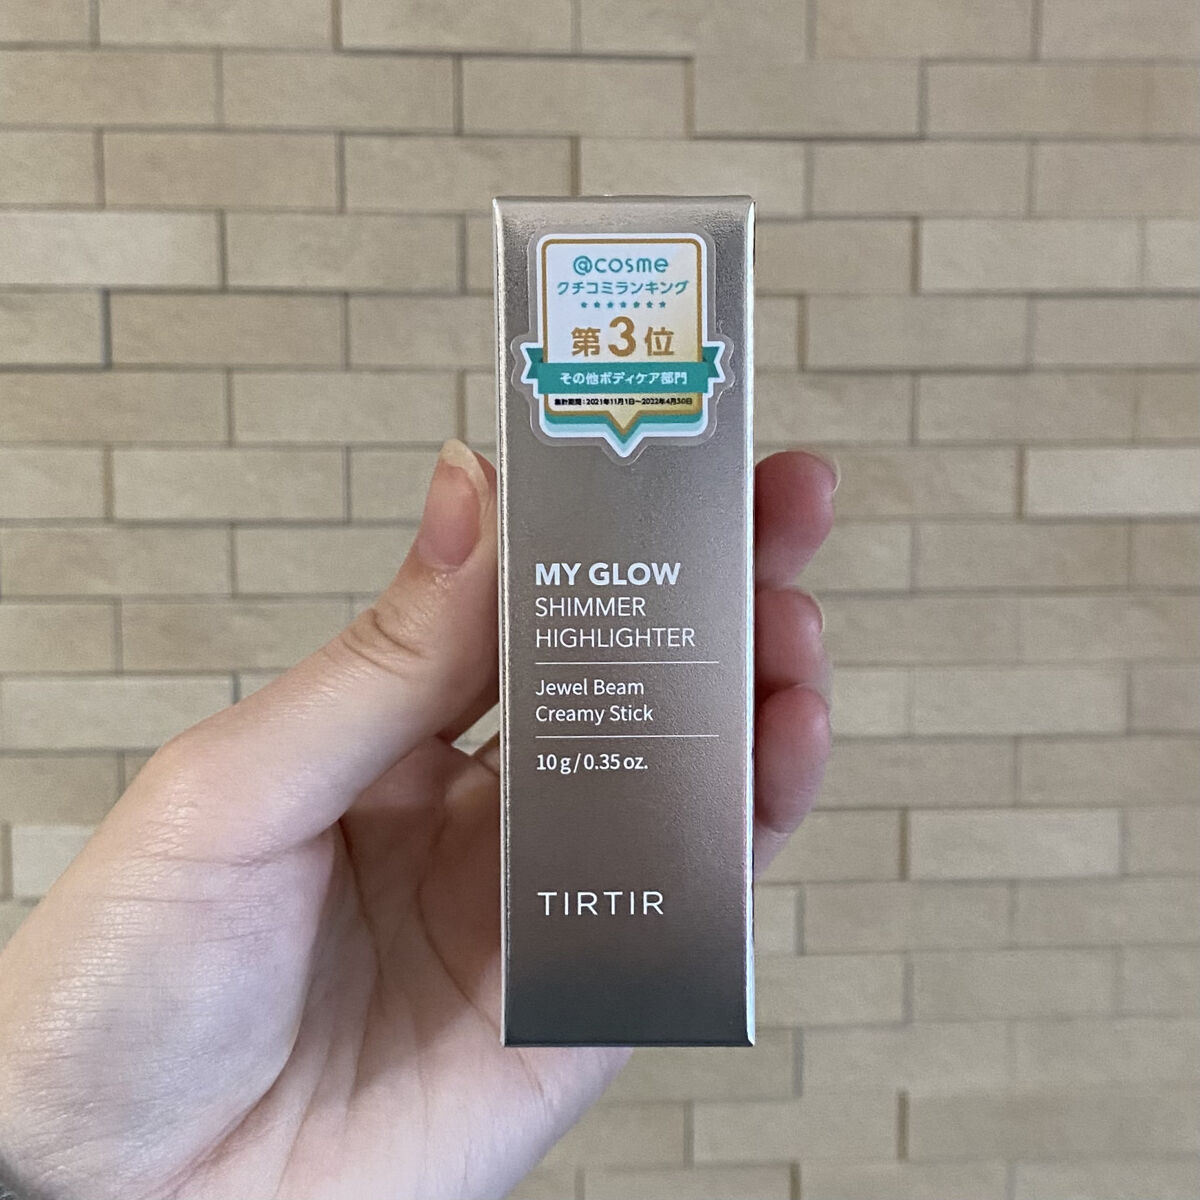 @cosme
クチコミランキング
第3位
その他ボディケア部門
集計期間：2021年11月1日～2022年4月30日
MY GLOW
SHIMMER
HIGHLIGHTER
Jewel Beam
Creamy Stick
10 g / 0.35 oz.
TIRTIR